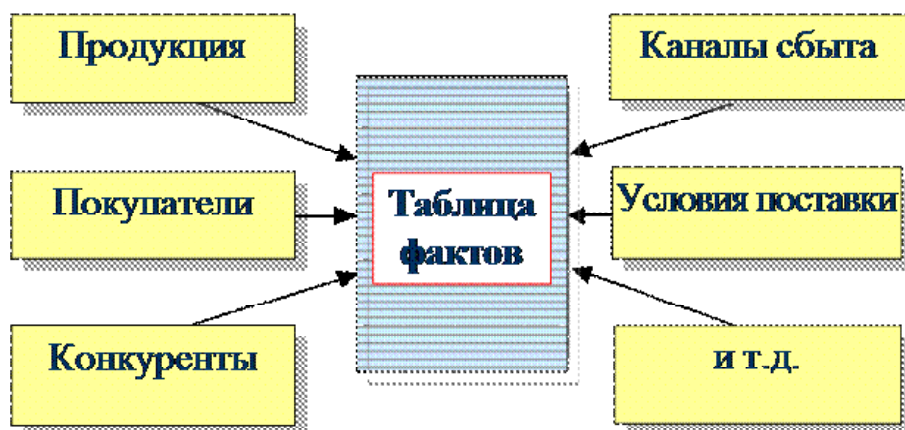 Продукция
Каналы сбыта
Покупатели
Таблица
фактов
Условия поставки
Конкуренты
и т.д.